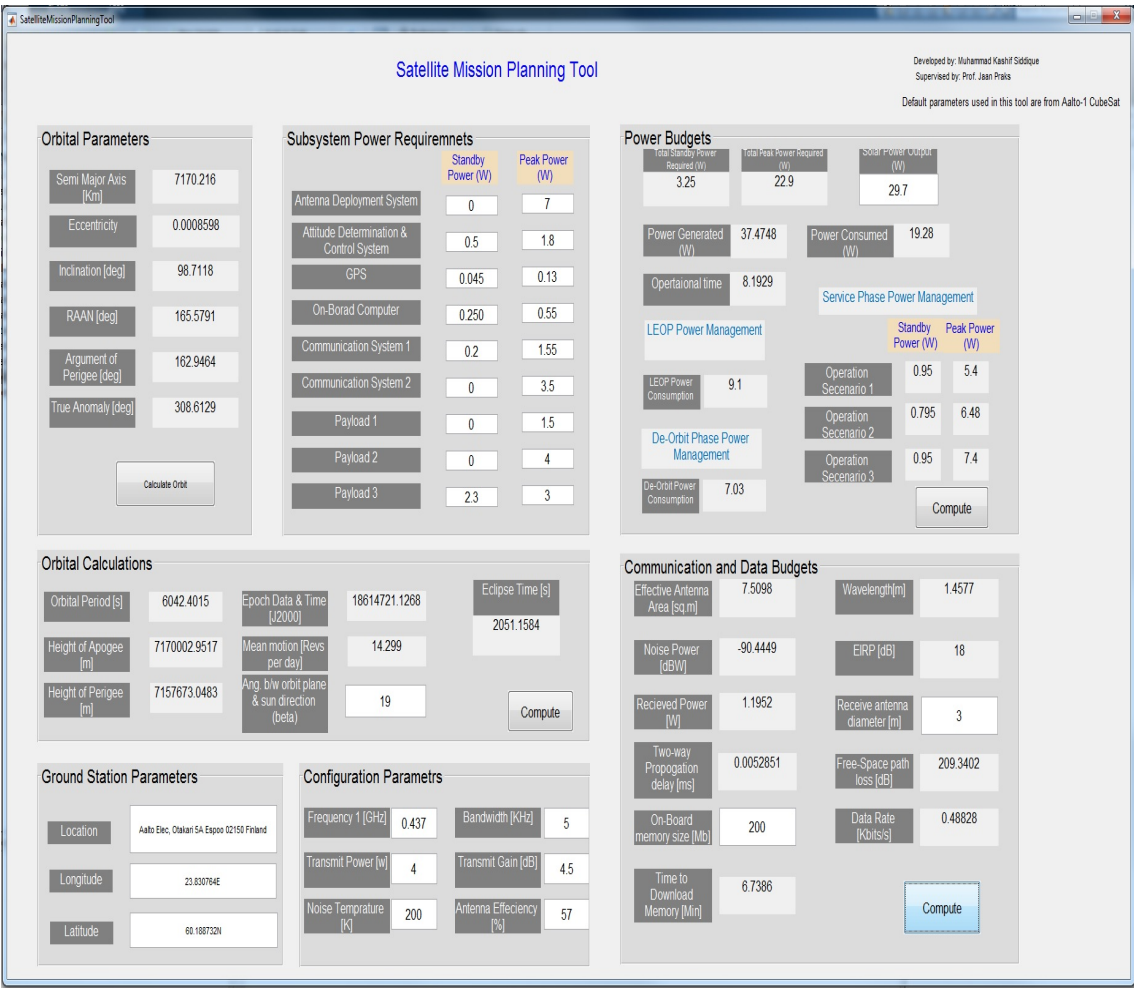 SatelliteMissionPlanningTool
Satellite Mission Planning Tool
Developed by: Muhammad Kashif Siddique
Supervised by: Prof. Jaan Praks
Default parameters used in this tool are from Aalto-1 CubeSat
Orbital Parameters
Semi Major Axis
[Km]
7170.216
Eccentricity
0.0008598
Inclination [deg]
98.7118
RAAN [deg]
165.5791
Argument of
Perigee [deg]
162.9464
True Anomaly [deg]
308.6129
Calculate Orbit
Subsystem Power Requiremnets
Standby
Power (W)
Peak Power
(W)
Antenna Deployment System
0
7
Attitude Determination &
Control System
0.5
1.8
GPS
0.045
0.13
On-Borad Computer
0.250
0.55
Communication System 1
0.2
1.55
Communication System 2
0
3.5
Payload 1
0
1.5
Payload 2
0
4
Payload 3
2.3
3
Power Budgets
Total Standby Power
Required (W)
3.25
Total Peak Power Required
(W)
22.9
Solar Power Output
(W)
29.7
Power Generated
(W)
37.4748
Power Consumed
(W)
19.28
Opertaional time
8.1929
Service Phase Power Management
LEOP Power Management
Standby
Power (W)
Peak Power
(W)
LEOP Power
Consumption
9.1
Operation
Secenario 1
0.95
5.4
Operation
Secenario 2
0.795
6.48
De-Orbit Phase Power
Management
Operation
Secenario 3
0.95
7.4
De-Orbit Power
Consumption
7.03
Compute
Orbital Calculations
Orbital Period [s]
6042.4015
Epoch Data & Time
[J2000]
18614721.1268
Eclipse Time [s]
2051.1584
Height of Apogee
[m]
7170002.9517
Mean motion [Revs
per day]
14.299
Height of Perigee
[m]
7157673.0483
Ang. b/w orbit plane
& sun direction
(beta)
19
Compute
Communication and Data Budgets
Effective Antenna
Area [sq.m]
7.5098
Wavelength[m]
1.4577
Noise Power
[dBW]
-90.4449
EIRP [dB]
18
Recieved Power
[W]
1.1952
Receive antenna
diameter [m]
3
Two-way
Propogation
delay [ms]
0.0052851
Free-Space path
loss [dB]
209.3402
On-Board
memory size [Mb]
200
Data Rate
[Kbits/s]
0.48828
Time to
Download
Memory [Min]
6.7386
Compute
Ground Station Parameters
Location
Aalto Elec, Otakari 5A Espoo 02150 Finland
Longitude
23.830764E
Latitude
60.188732N
Configuration Parametrs
Frequency 1 [GHz]
0.437
Bandwidth [KHz]
5
Transmit Power [w]
4
Transmit Gain [dB]
4.5
Noise Temprature
[K]
200
Antenna Effeciency
[%]
57